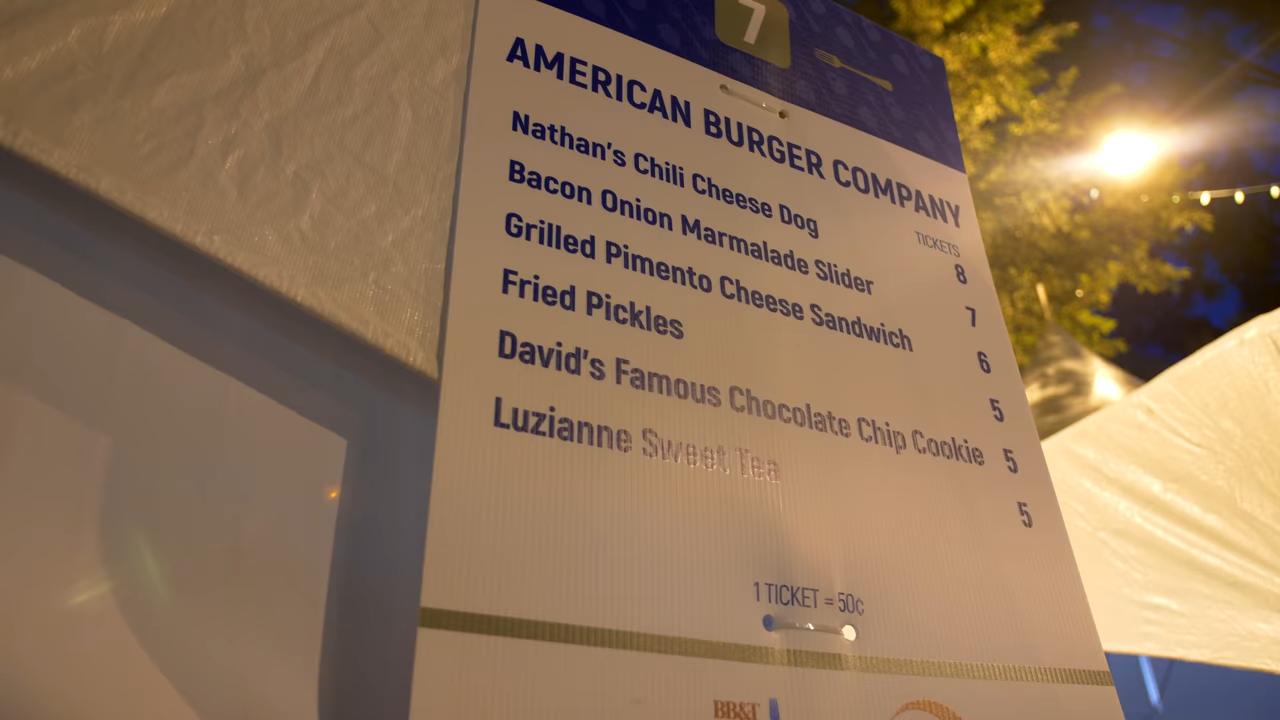 7
AMERICAN BURGER COMPANY
TICKETS
Nathan's Chili Cheese Dog 8
Bacon Onion Marmalade Slider 7
Grilled Pimento Cheese Sandwich 6
Fried Pickles 5
David's Famous Chocolate Chip Cookie 5
Luzianne Sweet Tea 5
1 TICKET = 50¢
BB&T